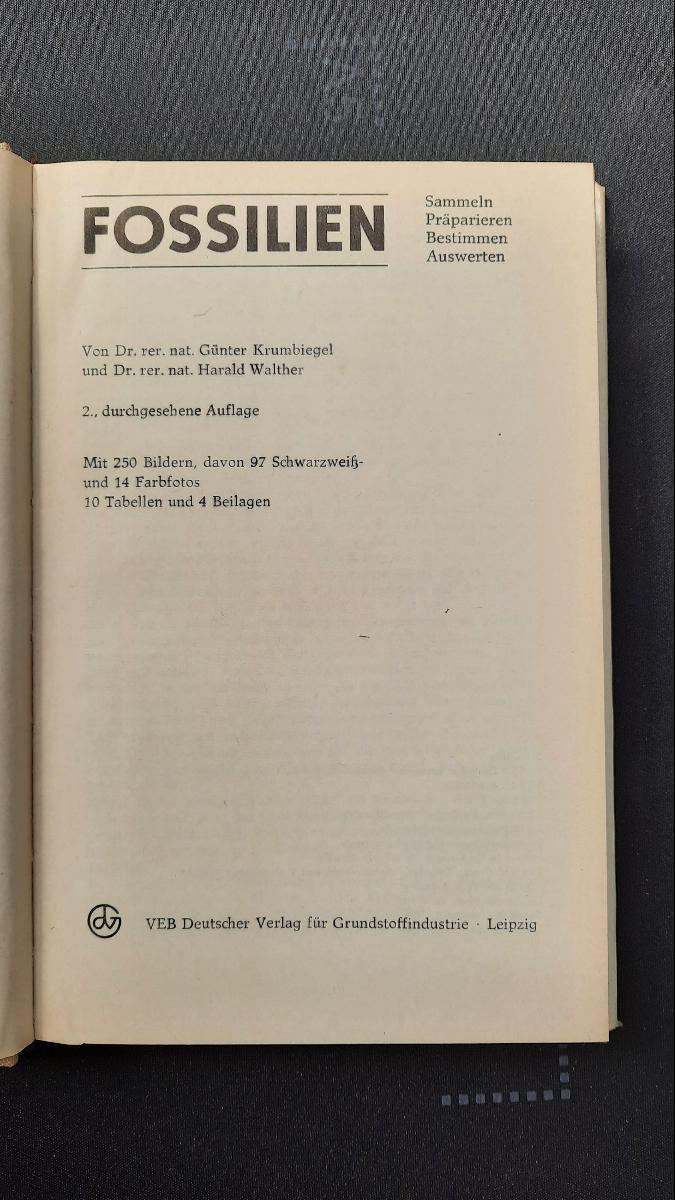 FOSSILIEN
Sammeln
Präparieren
Bestimmen
Auswerten
Von Dr. rer. nat. Günter Krumbiegel
und Dr. rer. nat. Harald Walther
2., durchgesehene Auflage
Mit 250 Bildern, davon 97 Schwarzweiß-
und 14 Farbfotos
10 Tabellen und 4 Beilagen
VEB Deutscher Verlag für Grundstoffindustrie · Leipzig